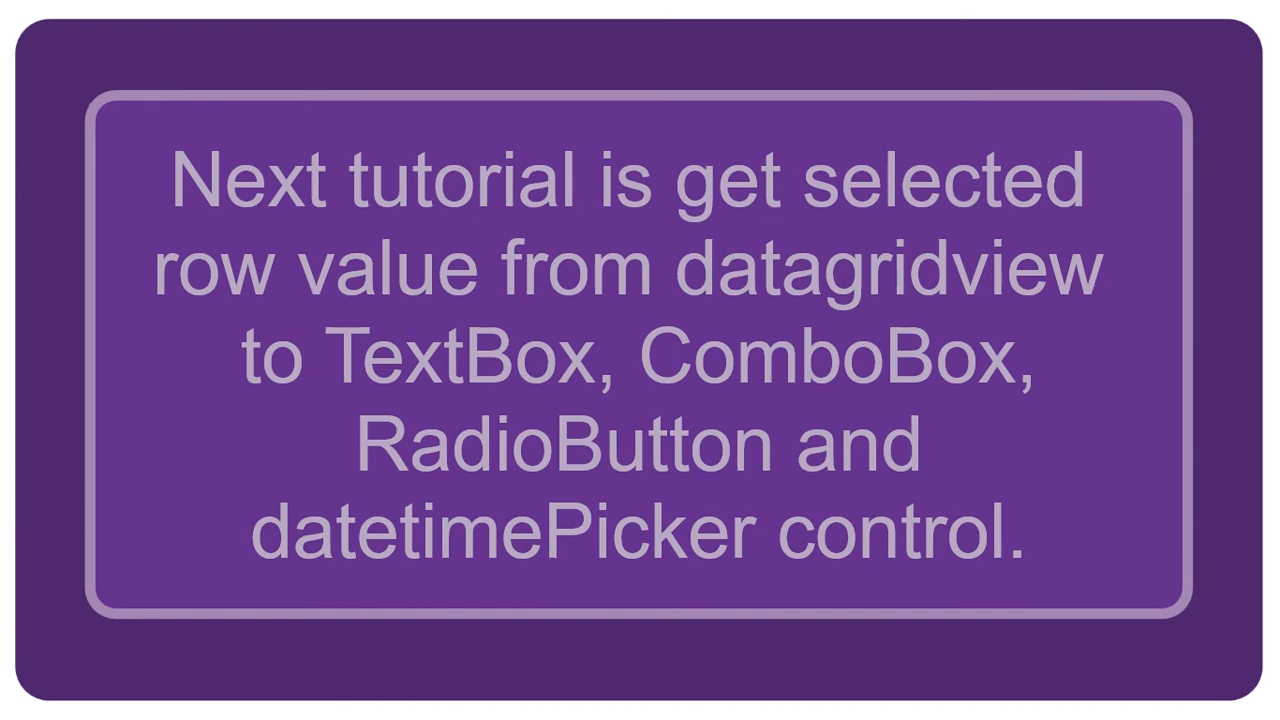 Next tutorial is get selected
row value from datagridview
to TextBox, ComboBox,
RadioButton and
datetimePicker control.